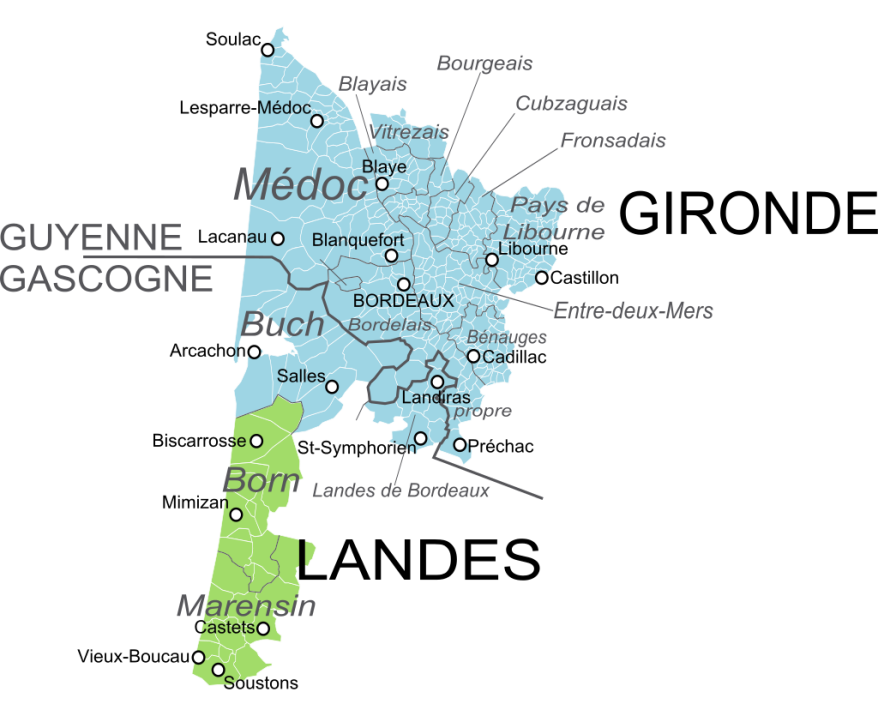 Soulac
Bourgeais
Blayais
Cubzaguais
Lesparre-Médoc
Vitrezais
Fronsadais
Blaye
Médoc
Pays de
Libourne
GIRONDE
GUYENNE
Lacanau
Blanquefort
Libourne
GASCOGNE
Castillon
BORDEAUX
Entre-deux-Mers
Buch
Bordelais
Bénauges
Arcachon
Cadillac
Salles
Landiras
propre
Biscarrosse
St-Symphorien
Préchac
Born
Landes de Bordeaux
Mimizan
LANDES
Marensin
Castets
Vieux-Boucau
Soustons